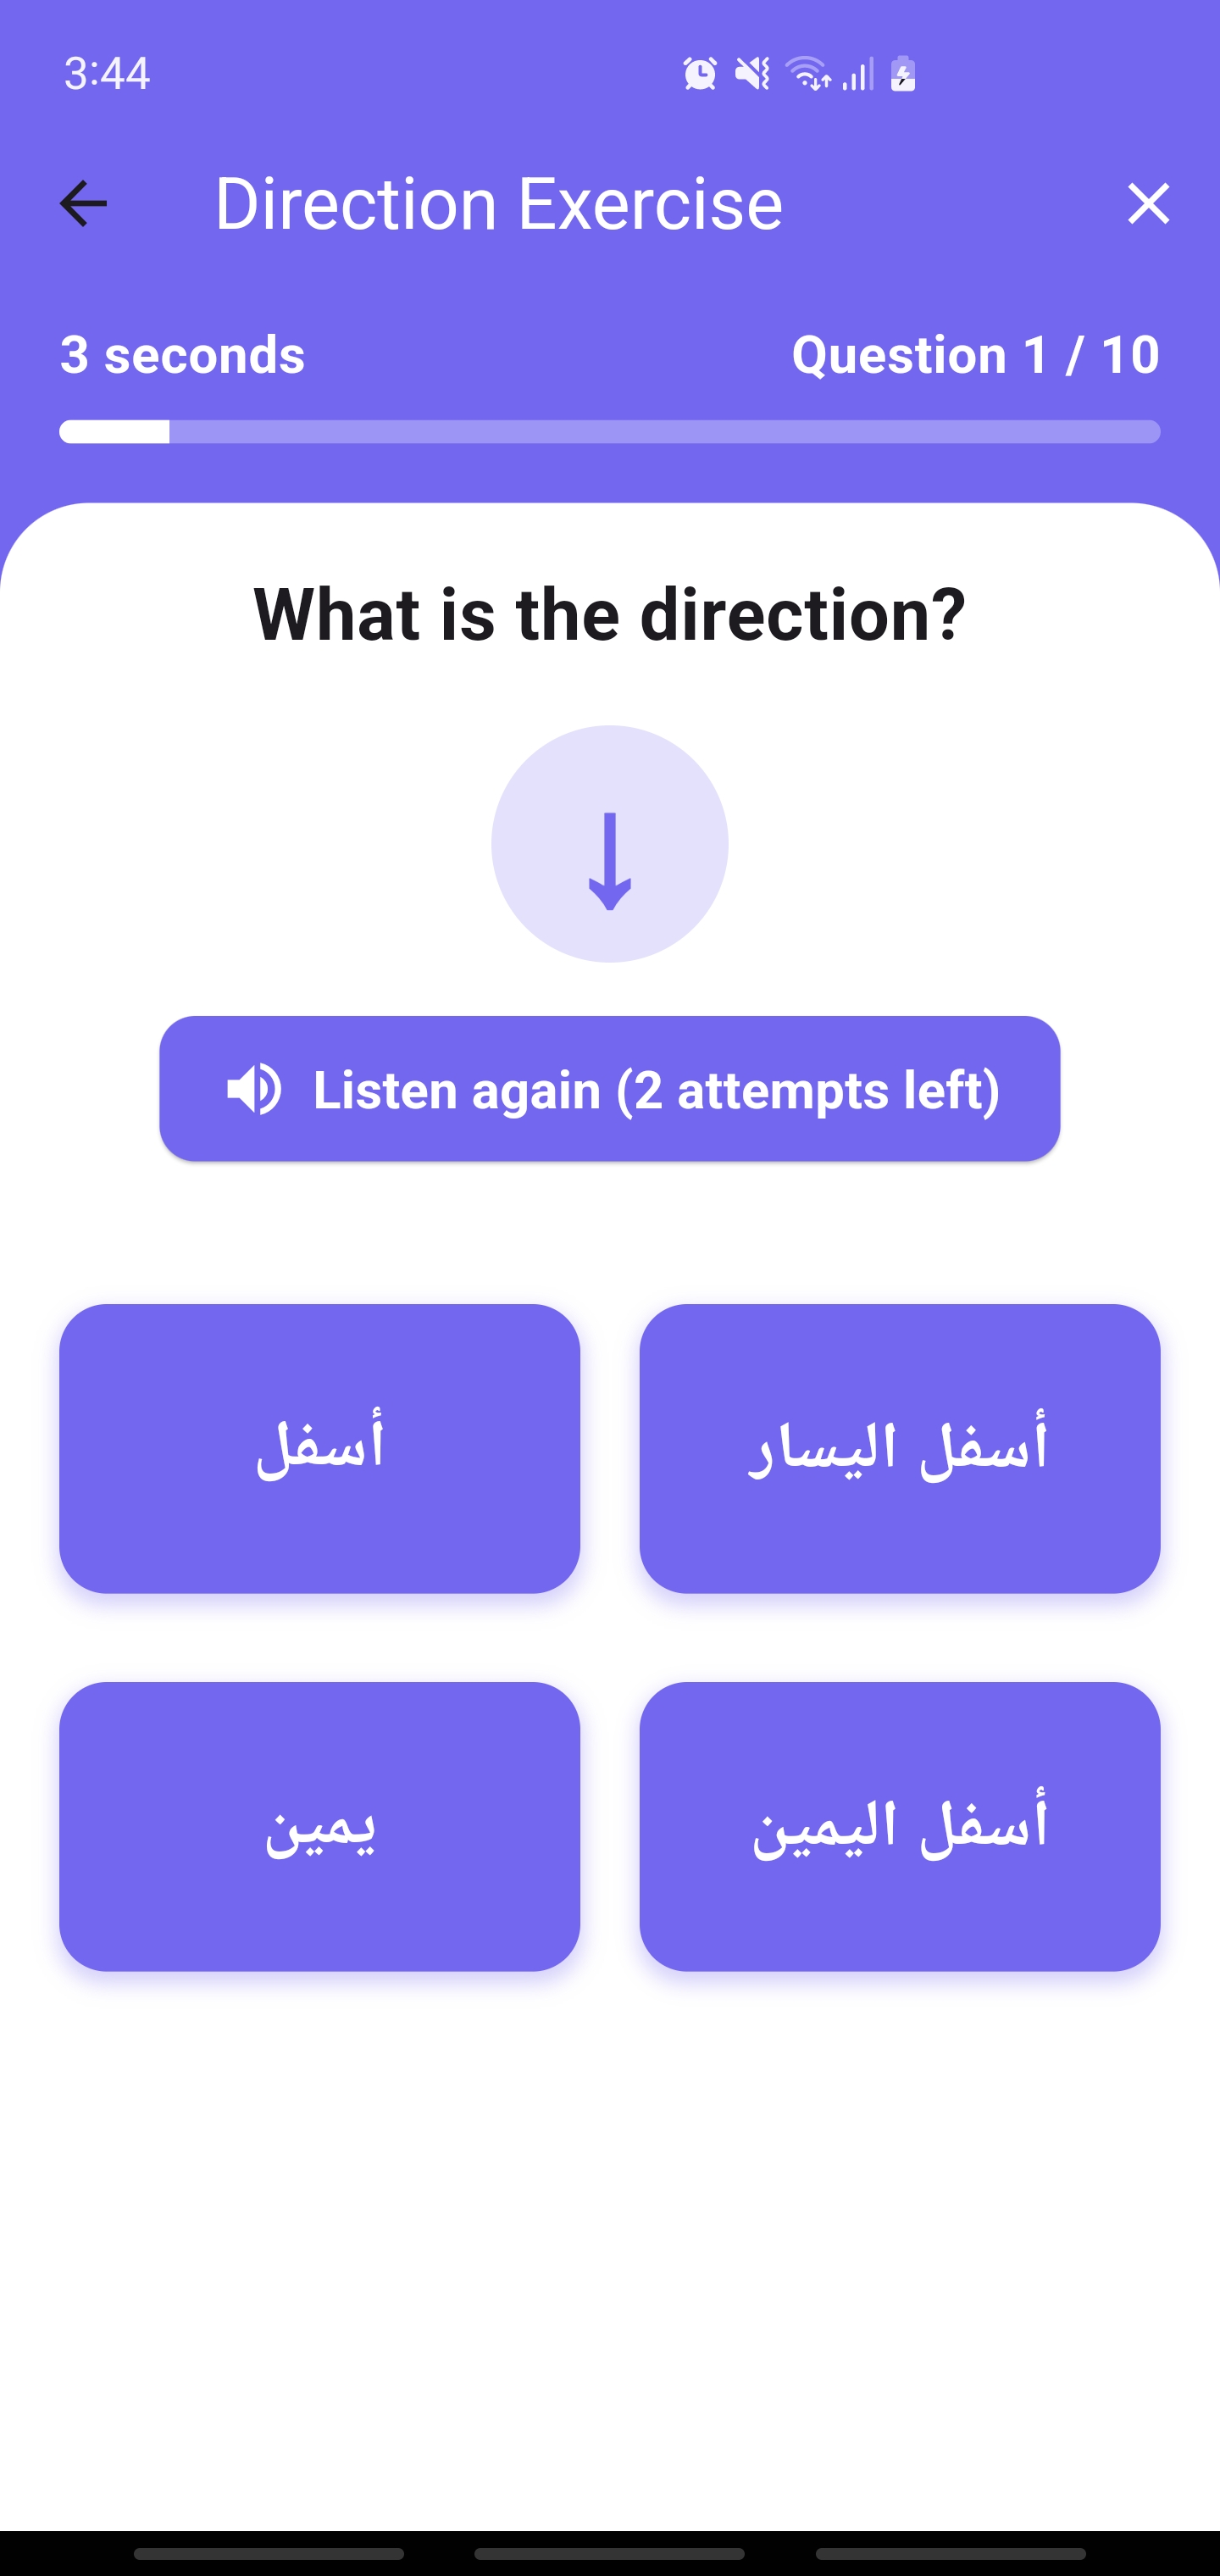 3:44
Direction Exercise
3 seconds
Question 1 / 10
What is the direction?
↓
Listen again (2 attempts left)
أسفل
أسفل اليسار
يمين
أسفل اليمين